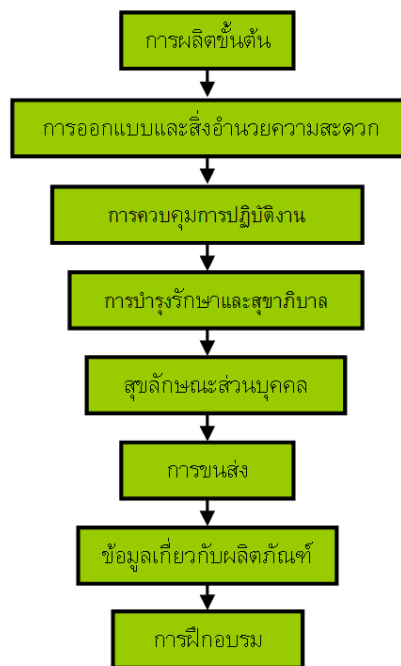 การผลิตขั้นต้น
การออกแบบและสิ่งอำนวยความสะดวก
การควบคุมการปฏิบัติงาน
การบำรุงรักษาและสุขาภิบาล
สุขลักษณะส่วนบุคคล
การขนส่ง
ข้อมูลเกี่ยวกับผลิตภัณฑ์
การฝึกอบรม